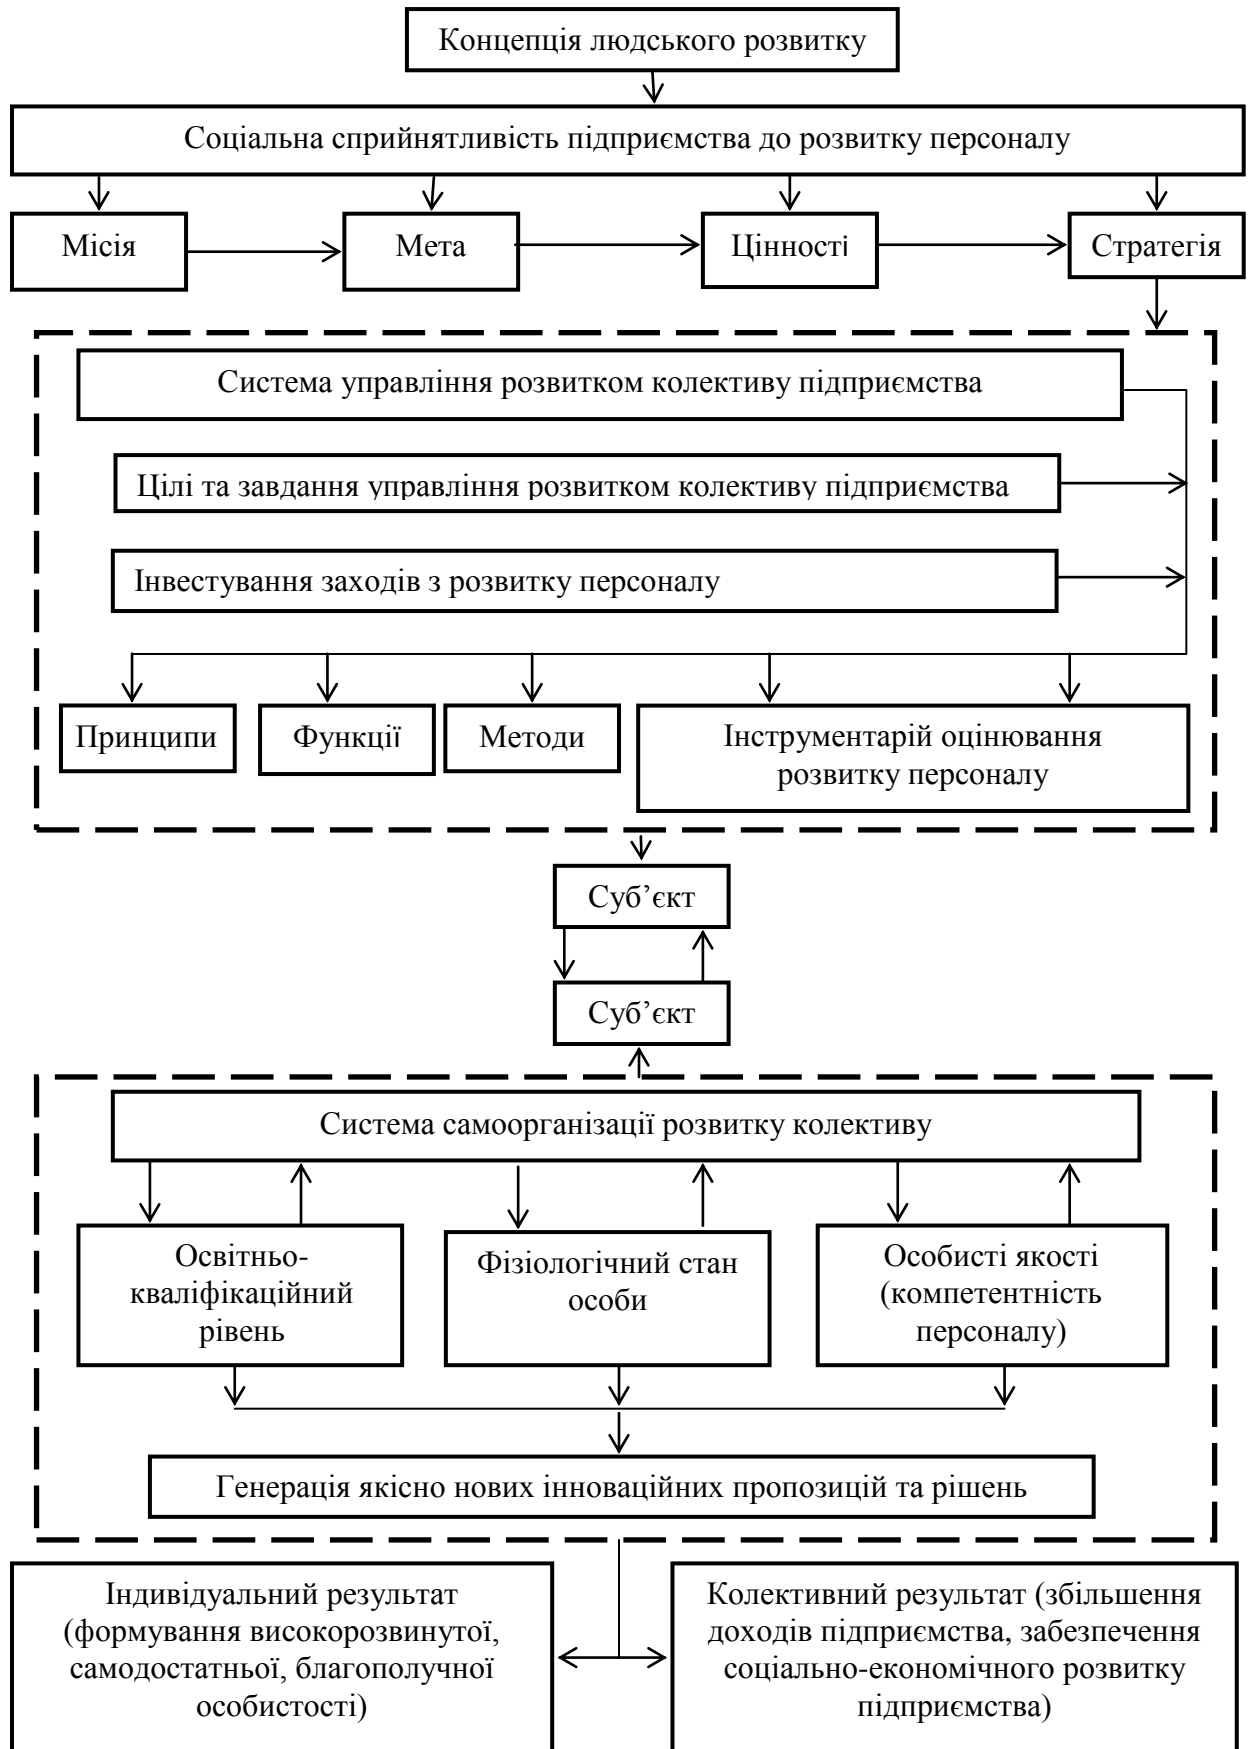 Концепція людського розвитку
Соціальна сприйнятливість підприємства до розвитку персоналу
Місія
Мета
Цінності
Стратегія
Система управління розвитком колективу підприємства
Цілі та завдання управління розвитком колективу підприємства
Інвестування заходів з розвитку персоналу
Принципи
Функції
Методи
Інструментарій оцінювання
розвитку персоналу
Суб’єкт
Суб’єкт
Система самоорганізації розвитку колективу
Освітньо-
кваліфікаційний
рівень
Фізіологічний стан
особи
Особисті якості
(компетентність
персоналу)
Генерація якісно нових інноваційних пропозицій та рішень
Індивідуальний результат
(формування високорозвинутої,
самодостатньої, благополучної
особистості)
Колективний результат (збільшення
доходів підприємства, забезпечення
соціально-економічного розвитку
підприємства)